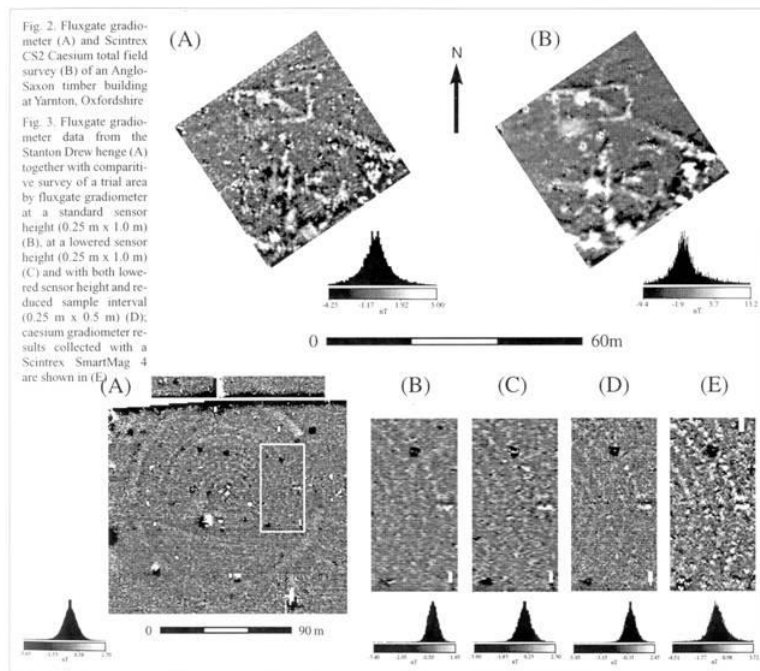 Fig. 2. Fluxgate gradio-
meter (A) and Scintrex
CS2 Caesium total field
survey (B) of an Anglo-
Saxon timber building
at Yarnton, Oxfordshire
Fig. 3. Fluxgate gradio-
meter data from the
Stanton Drew henge (A)
together with comparati-
ve survey of a trial area
by fluxgate gradiometer
at a standard sensor
height (0.25 m x 1.0 m)
(B), at a lowered sensor
height (0.25 m x 1.0 m)
(C) and with both lowe-
red sensor height and re-
duced sample interval
(0.25 m x 0.5 m) (D);
caesium gradiometer re-
sults collected with a
Scintrex SmartMag 4
are shown in (E)
(A)
N
(B)
-4.25 -1.17 1.92 5.00
nT
-9.4 -1.9 5.7 13.2
nT
0 60m
(A)
(B) (C) (D) (E)
0 90 m
nT
nT nT nT nT